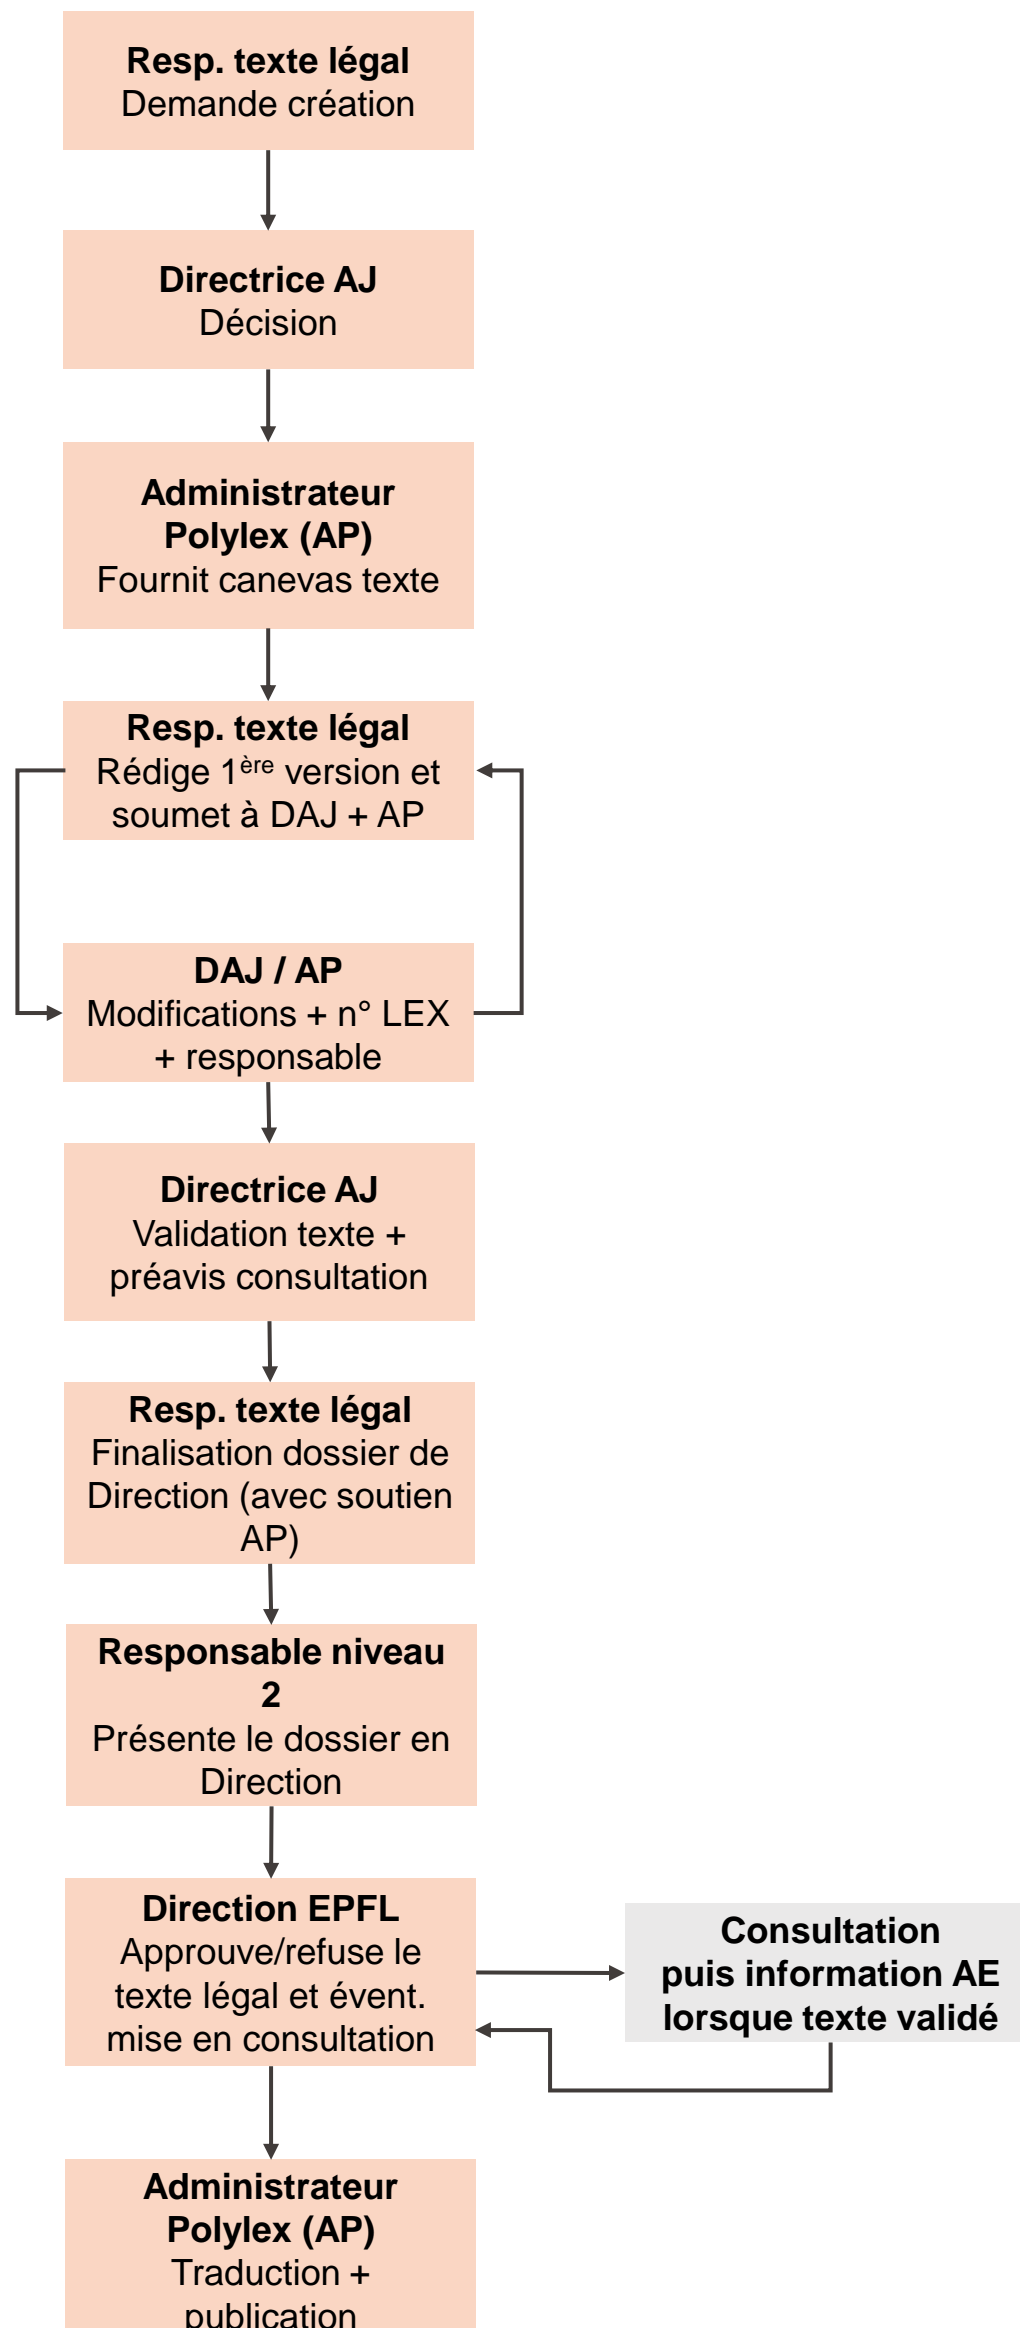 Resp. texte légal
Demande création
Directrice AJ
Décision
Administrateur
Polylex (AP)
Fournit canevas texte
Resp. texte légal
Rédige 1ère version et
soumet à DAJ + AP
DAJ / AP
Modifications + n° LEX
+ responsable
Directrice AJ
Validation texte +
préavis consultation
Resp. texte légal
Finalisation dossier de
Direction (avec soutien
AP)
Responsable niveau
2
Présente le dossier en
Direction
Direction EPFL
Approuve/refuse le
texte légal et évent.
mise en consultation
Consultation
puis information AE
lorsque texte validé
Administrateur
Polylex (AP)
Traduction +
publication